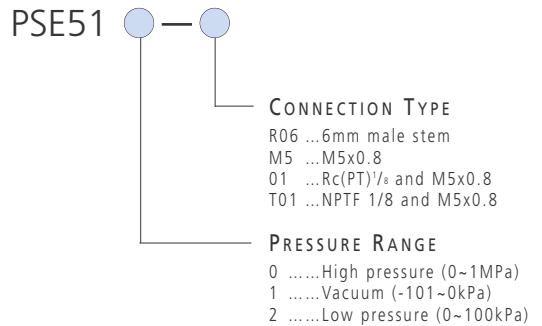 PSE51 —
CONNECTION TYPE
R06 ...6mm male stem
M5 ...M5x0.8
01 ...Rc(PT)1/8 and M5x0.8
T01 ...NPTF 1/8 and M5x0.8
PRESSURE RANGE
0 ......High pressure (0~1MPa)
1 ......Vacuum (-101~0kPa)
2 ......Low pressure (0~100kPa)